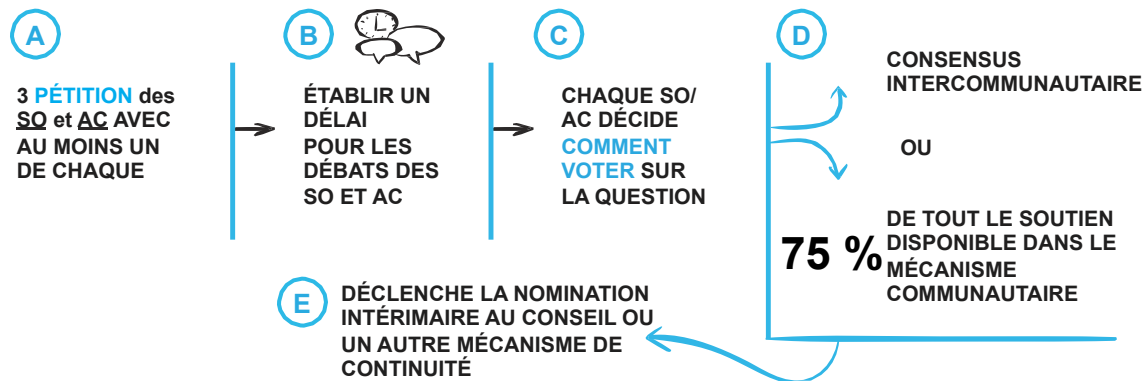 A
3 PÉTITION des
SO et AC AVEC
AU MOINS UN
DE CHAQUE
B
ÉTABLIR UN
DÉLAI
POUR LES
DÉBATS DES
SO ET AC
C
CHAQUE SO/
AC DÉCIDE
COMMENT
VOTER SUR
LA QUESTION
D
CONSENSUS
INTERCOMMUNAUTAIRE
OU
75 %
DE TOUT LE SOUTIEN
DISPONIBLE DANS LE
MÉCANISME
COMMUNAUTAIRE
E
DÉCLENCHE LA NOMINATION
INTÉRIMAIRE AU CONSEIL OU
UN AUTRE MÉCANISME DE
CONTINUITÉ